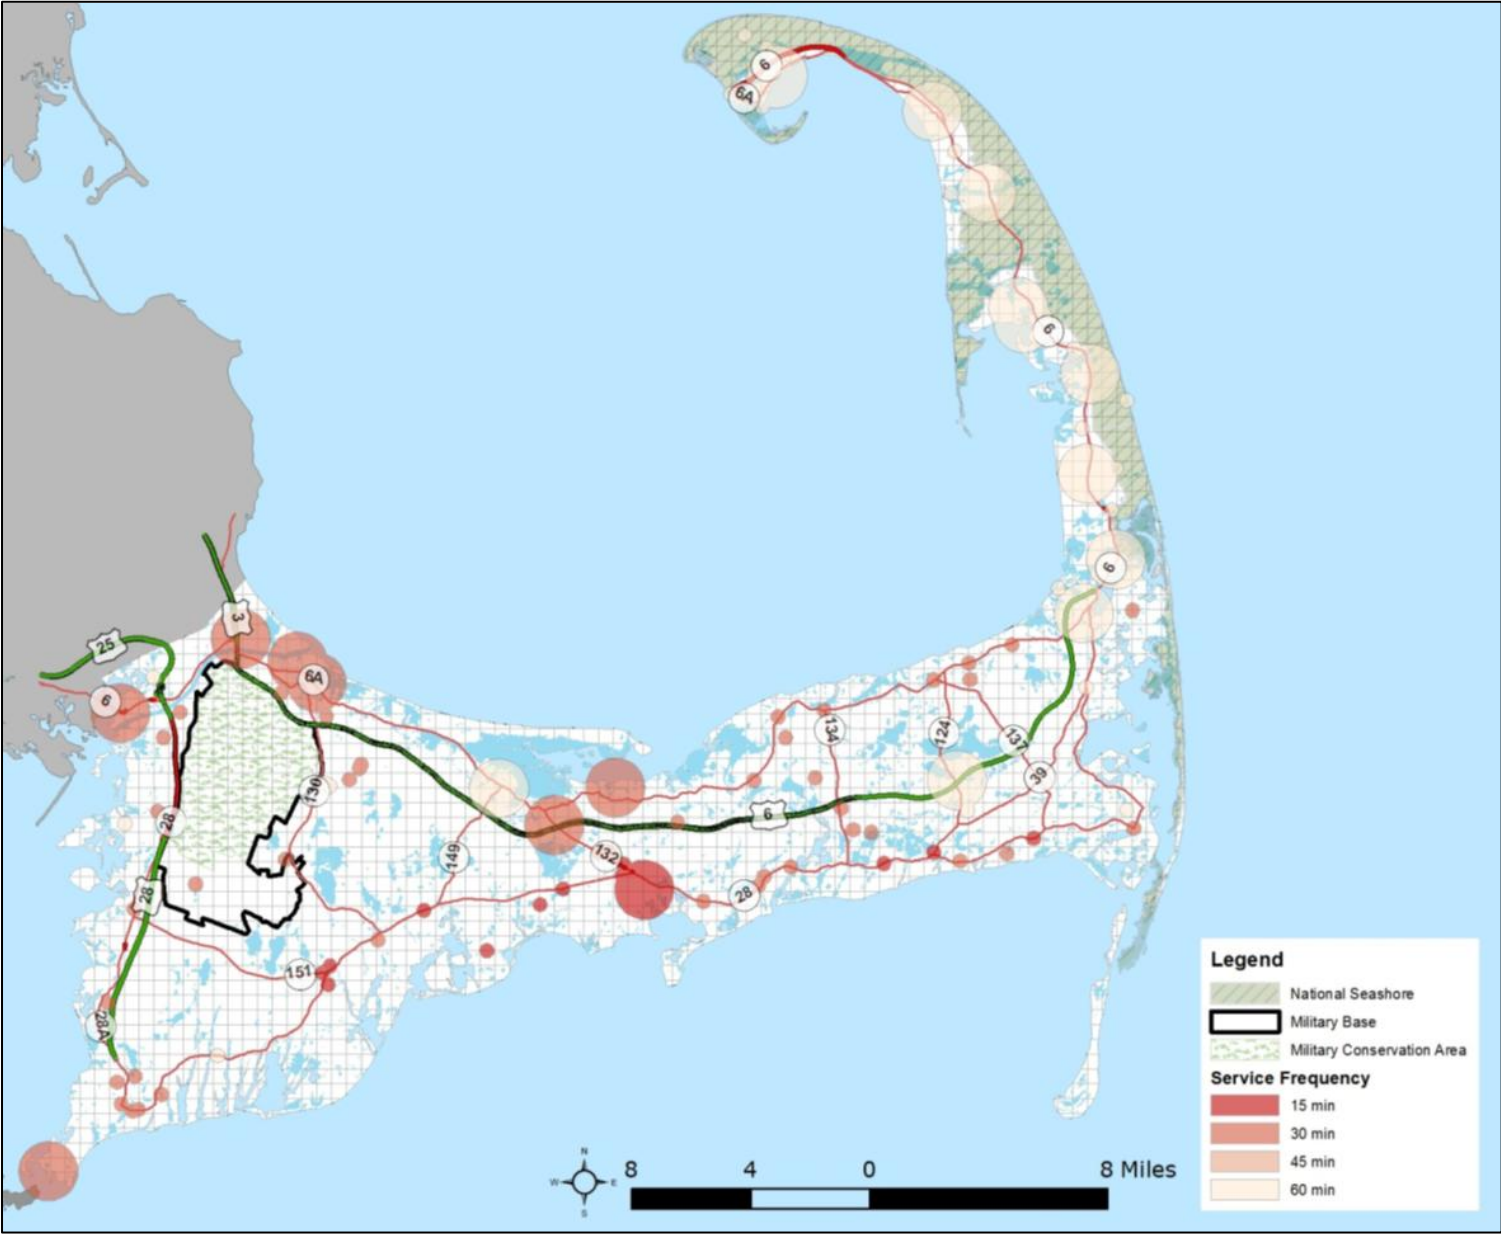 6
6A
6
6
3
25
6A
6
134
124
137
39
130
28
6
149
132
28
28
151
28A
Legend
National Seashore
Military Base
Military Conservation Area
Service Frequency
15 min
30 min
45 min
60 min
N
W E
S
8 4 0 8 Miles